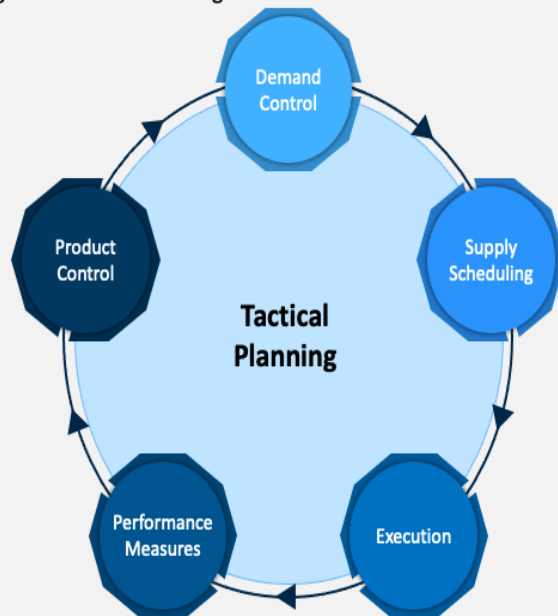 Demand
Control
Supply
Scheduling
Execution
Performance
Measures
Product
Control
Tactical
Planning